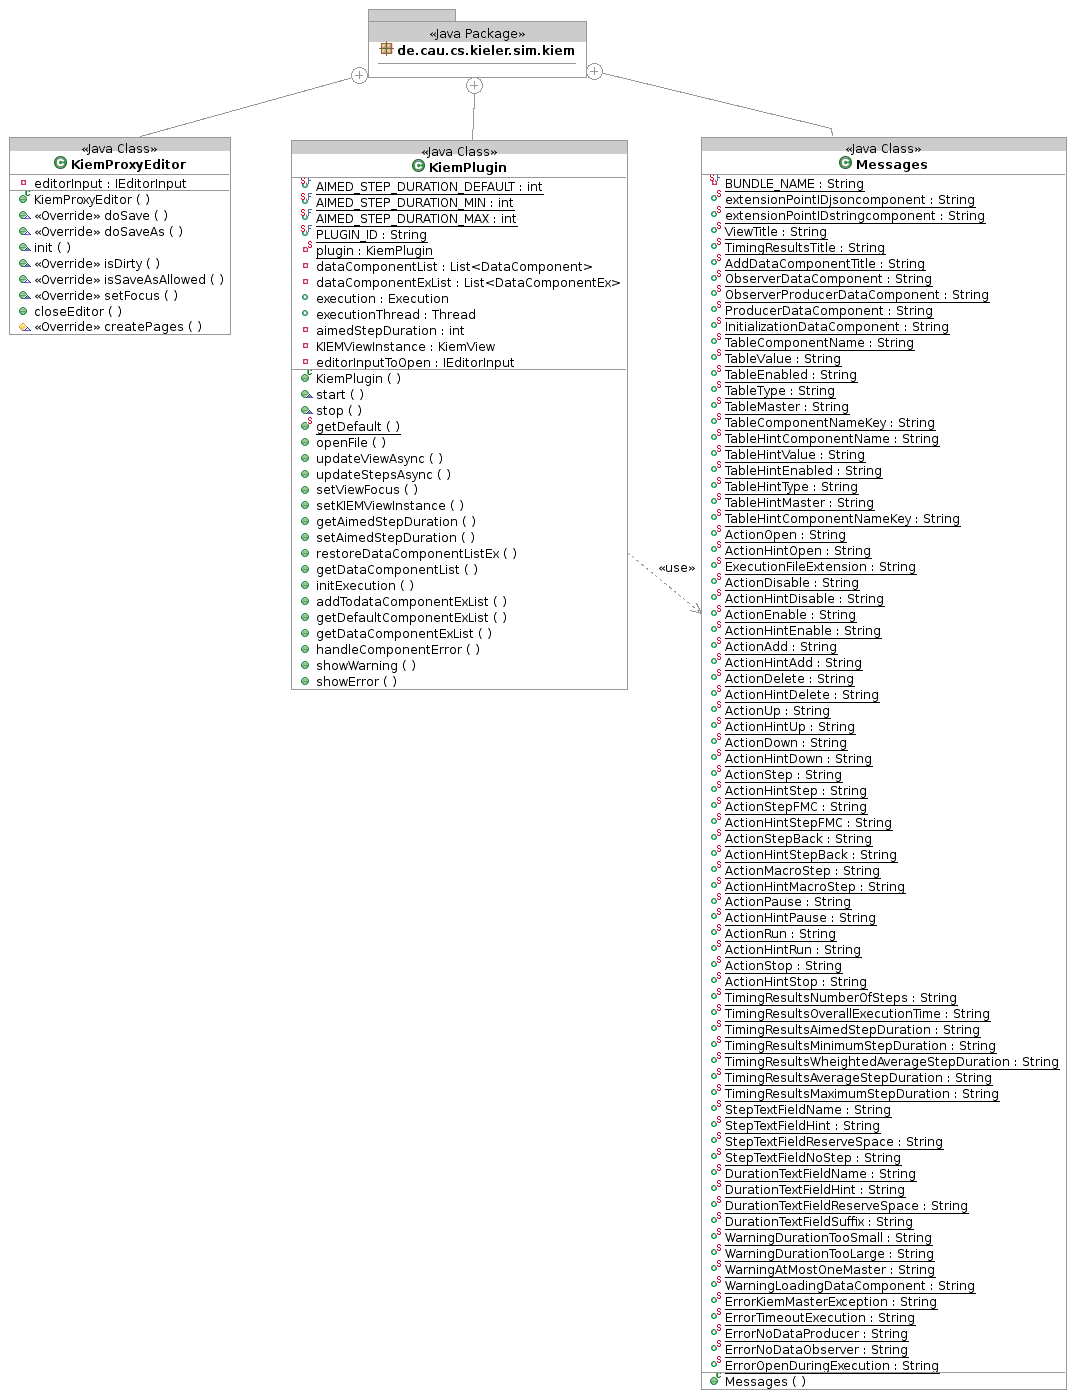 «Java Package»
de.cau.cs.kieler.sim.kiem
«Java Class»
KiemProxyEditor
editorInput : IEditorInput
KiemProxyEditor ( )
«Override» doSave ( )
«Override» doSaveAs ( )
init ( )
«Override» isDirty ( )
«Override» isSaveAsAllowed ( )
«Override» setFocus ( )
closeEditor ( )
«Override» createPages ( )
«Java Class»
KiemPlugin
AIMED_STEP_DURATION_DEFAULT : int
AIMED_STEP_DURATION_MIN : int
AIMED_STEP_DURATION_MAX : int
PLUGIN_ID : String
plugin : KiemPlugin
dataComponentList : List<DataComponent>
dataComponentExList : List<DataComponentEx>
execution : Execution
executionThread : Thread
aimedStepDuration : int
KIEMViewInstance : KiemView
editorInputToOpen : IEditorInput
KiemPlugin ( )
start ( )
stop ( )
getDefault ( )
openFile ( )
updateViewAsync ( )
updateStepsAsync ( )
setViewFocus ( )
setKIEMViewInstance ( )
getAimedStepDuration ( )
setAimedStepDuration ( )
restoreDataComponentListEx ( )
getDataComponentList ( )
initExecution ( )
addTodataComponentExList ( )
getDefaultComponentExList ( )
getDataComponentExList ( )
handleComponentError ( )
showWarning ( )
showError ( )
«use»
«Java Class»
Messages
BUNDLE_NAME : String
extensionPointIDjsoncomponent : String
extensionPointIDstringcomponent : String
ViewTitle : String
TimingResultsTitle : String
AddDataComponentTitle : String
ObserverDataComponent : String
ObserverProducerDataComponent : String
ProducerDataComponent : String
InitializationDataComponent : String
TableComponentName : String
TableValue : String
TableEnabled : String
TableType : String
TableMaster : String
TableComponentNameKey : String
TableHintComponentName : String
TableHintValue : String
TableHintEnabled : String
TableHintType : String
TableHintMaster : String
TableHintComponentNameKey : String
ActionOpen : String
ActionHintOpen : String
ExecutionFileExtension : String
ActionDisable : String
ActionHintDisable : String
ActionEnable : String
ActionHintEnable : String
ActionAdd : String
ActionHintAdd : String
ActionDelete : String
ActionHintDelete : String
ActionUp : String
ActionHintUp : String
ActionDown : String
ActionHintDown : String
ActionStep : String
ActionHintStep : String
ActionStepFMC : String
ActionHintStepFMC : String
ActionStepBack : String
ActionHintStepBack : String
ActionMacroStep : String
ActionHintMacroStep : String
ActionPause : String
ActionHintPause : String
ActionRun : String
ActionHintRun : String
ActionStop : String
ActionHintStop : String
TimingResultsNumberOfSteps : String
TimingResultsOverallExecutionTime : String
TimingResultsAimedStepDuration : String
TimingResultsMinimumStepDuration : String
TimingResultsWheightedAverageStepDuration : String
TimingResultsAverageStepDuration : String
TimingResultsMaximumStepDuration : String
StepTextFieldName : String
StepTextFieldHint : String
StepTextFieldReserveSpace : String
StepTextFieldNoStep : String
DurationTextFieldName : String
DurationTextFieldHint : String
DurationTextFieldReserveSpace : String
DurationTextFieldSuffix : String
WarningDurationTooSmall : String
WarningDurationTooLarge : String
WarningAtMostOneMaster : String
WarningLoadingDataComponent : String
ErrorKiemMasterException : String
ErrorTimeoutExecution : String
ErrorNoDataProducer : String
ErrorNoDataObserver : String
ErrorOpenDuringExecution : String
Messages ( )